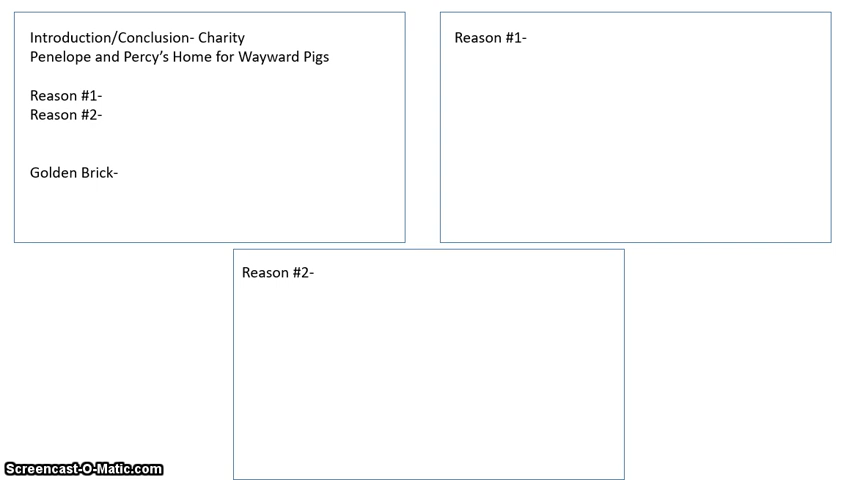 Introduction/Conclusion- Charity
Penelope and Percy's Home for Wayward Pigs
Reason #1-
Reason #2-
Golden Brick-
Reason #1-
Reason #2-
Screencast-O-Matic.com